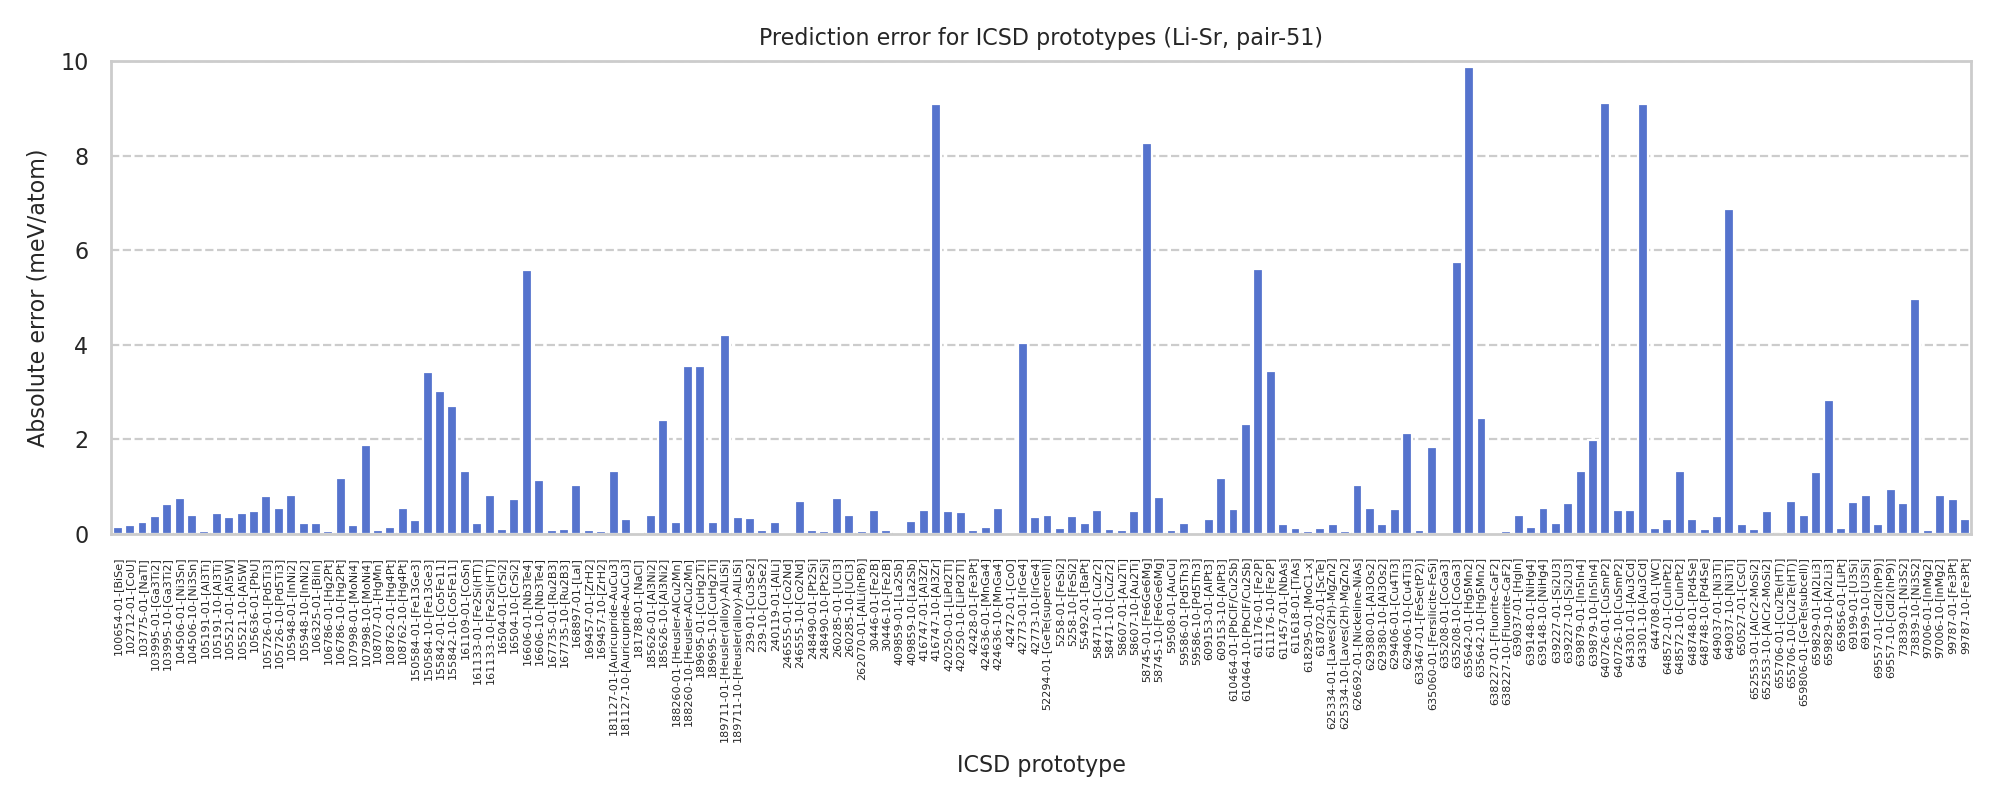 Prediction error for ICSD prototypes (Li-Sr, pair-51)
Absolute error (meV/atom)
10
8
6
4
2
0
100654-01-[BiSe]
102712-01-[CoU]
103775-01-[NaTl]
103995-01-[Ga3Ti2]
103995-10-[Ga3Ti2]
104506-01-[Ni3Sn]
104506-10-[Ni3Sn]
105191-01-[Al3Ti]
105191-10-[Al3Ti]
105521-01-[Al5W]
105521-10-[Al5W]
105636-01-[PbU]
105726-01-[Pd5Ti3]
105726-10-[Pd5Ti3]
105948-01-[InNi2]
105948-10-[InNi2]
106325-01-[BiIn]
106786-01-[Hg2Pt]
106786-10-[Hg2Pt]
107998-01-[MoNi4]
107998-10-[MoNi4]
108707-01-[HgMn]
108762-01-[Hg4Pt]
108762-10-[Hg4Pt]
150584-01-[Fe13Ge3]
150584-10-[Fe13Ge3]
155842-01-[Co5Fe11]
155842-10-[Co5Fe11]
161109-01-[CoSn]
161133-01-[Fe2Si(HT)]
161133-10-[Fe2Si(HT)]
16504-01-[CrSi2]
16504-10-[CrSi2]
16606-01-[Nb3Te4]
16606-10-[Nb3Te4]
167735-01-[Ru2B3]
167735-10-[Ru2B3]
168897-01-[LaI]
169457-01-[ZrH2]
169457-10-[ZrH2]
181127-01-[Auricupride-AuCu3]
181127-10-[Auricupride-AuCu3]
181788-01-[NaCl]
185626-01-[Al3Ni2]
185626-10-[Al3Ni2]
188260-01-[Heusler-AlCu2Mn]
188260-10-[Heusler-AlCu2Mn]
189695-01-[CuHg2Ti]
189695-10-[CuHg2Ti]
189711-01-[Heusler(alloy)-AlLiSi]
189711-10-[Heusler(alloy)-AlLiSi]
239-01-[Cu3Se2]
239-10-[Cu3Se2]
240119-01-[AlLi]
246555-01-[Co2Nd]
246555-10-[Co2Nd]
248490-01-[Pt2Si]
248490-10-[Pt2Si]
260285-01-[UCl3]
260285-10-[UCl3]
262070-01-[AlLi(hP8)]
30446-01-[Fe2B]
30446-10-[Fe2B]
409859-01-[La2Sb]
409859-10-[La2Sb]
416747-01-[Al3Zr]
416747-10-[Al3Zr]
420250-01-[LiPd2Tl]
420250-10-[LiPd2Tl]
42428-01-[Fe3Pt]
424636-01-[MnGa4]
424636-10-[MnGa4]
42472-01-[CoO]
42773-01-[IrGe4]
42773-10-[IrGe4]
52294-01-[GeTe(supercell)]
5258-01-[FeSi2]
5258-10-[FeSi2]
55492-01-[BaPt]
58471-01-[CuZr2]
58471-10-[CuZr2]
58607-01-[Au2Ti]
58607-10-[Au2Ti]
58745-01-[Fe6Ge6Mg]
58745-10-[Fe6Ge6Mg]
59508-01-[AuCu]
59586-01-[Pd5Th3]
59586-10-[Pd5Th3]
609153-01-[AlPt3]
609153-10-[AlPt3]
610464-01-[PbClF/Cu2Sb]
610464-10-[PbClF/Cu2Sb]
611176-01-[Fe2P]
611176-10-[Fe2P]
611457-01-[NbAs]
611618-01-[TiAs]
618295-01-[MoC1-x]
618702-01-[ScTe]
625334-01-[Laves(2H)-MgZn2]
625334-10-[Laves(2H)-MgZn2]
626692-01-[Nickeline-NiAs]
629380-01-[Al3Os2]
629380-10-[Al3Os2]
629406-01-[Cu4Ti3]
629406-10-[Cu4Ti3]
633467-01-[FeSe(tP2)]
635060-01-[Fersilicite-FeSi]
635208-01-[CoGa3]
635208-10-[CoGa3]
635642-01-[Hg5Mn2]
635642-10-[Hg5Mn2]
638227-01-[Fluorite-CaF2]
638227-10-[Fluorite-CaF2]
639037-01-[HgIn]
639148-01-[NiHg4]
639148-10-[NiHg4]
639227-01-[Si2U3]
639227-10-[Si2U3]
639879-01-[In5In4]
639879-10-[In5In4]
640726-01-[CuSmP2]
640726-10-[CuSmP2]
643301-01-[Au3Cd]
643301-10-[Au3Cd]
644708-01-[WC]
648572-01-[CuInPt2]
648572-10-[CuInPt2]
648748-01-[Pd4Se]
648748-10-[Pd4Se]
649037-01-[Ni3Ti]
649037-10-[Ni3Ti]
650527-01-[CsCl]
652553-01-[AlCr2-MoSi2]
652553-10-[AlCr2-MoSi2]
655706-01-[Cu2Te(HT)]
655706-10-[Cu2Te(HT)]
659806-01-[GeTe(subcell)]
659829-01-[Al2Li3]
659829-10-[Al2Li3]
659856-01-[LiPt]
69199-01-[U3Si]
69199-10-[U3Si]
69557-01-[CdI2(hP9)]
69557-10-[CdI2(hP9)]
73839-01-[Ni3S2]
73839-10-[Ni3S2]
97006-01-[InMg2]
97006-10-[InMg2]
99787-01-[Fe3Pt]
99787-10-[Fe3Pt]
ICSD prototype